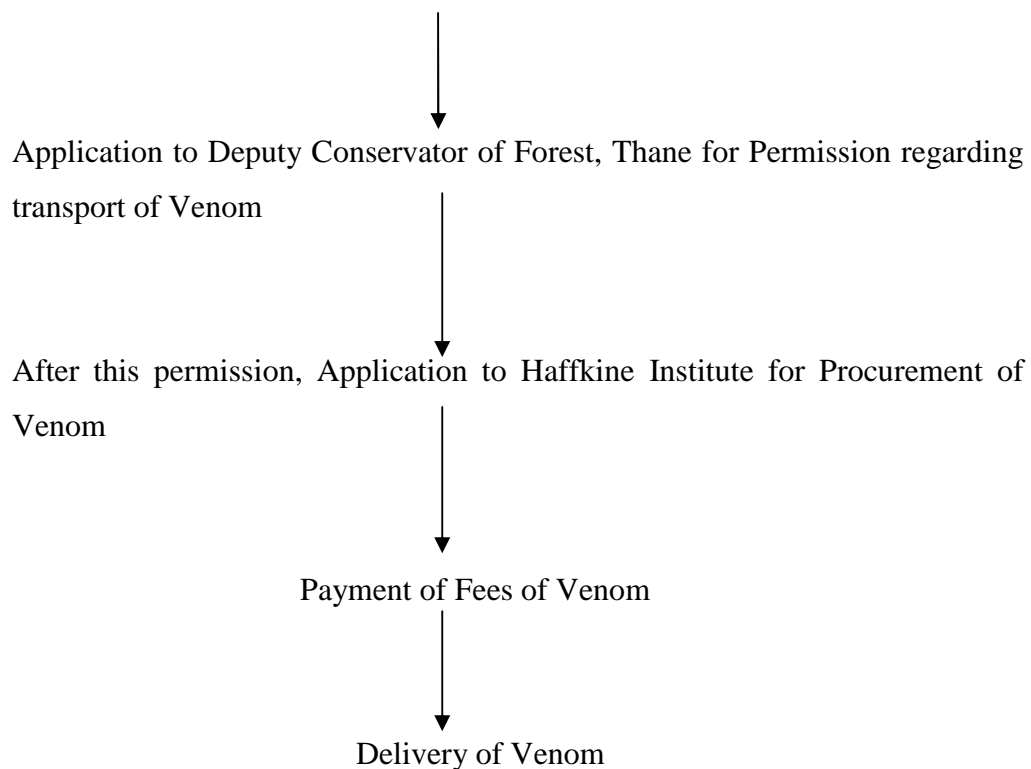 Application to Deputy Conservator of Forest, Thane for Permission regarding
transport of Venom
After this permission, Application to Haffkine Institute for Procurement of
Venom
Payment of Fees of Venom
Delivery of Venom